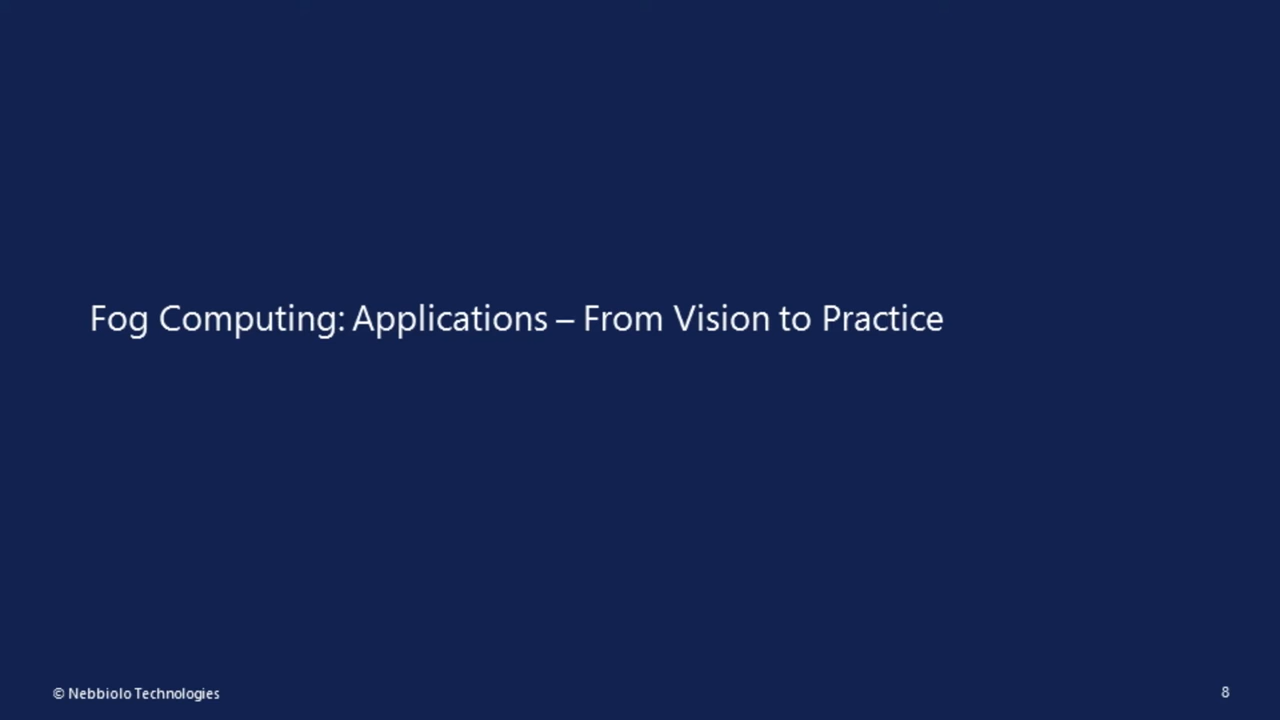 Fog Computing: Applications – From Vision to Practice
© Nebbiolo Technologies
8